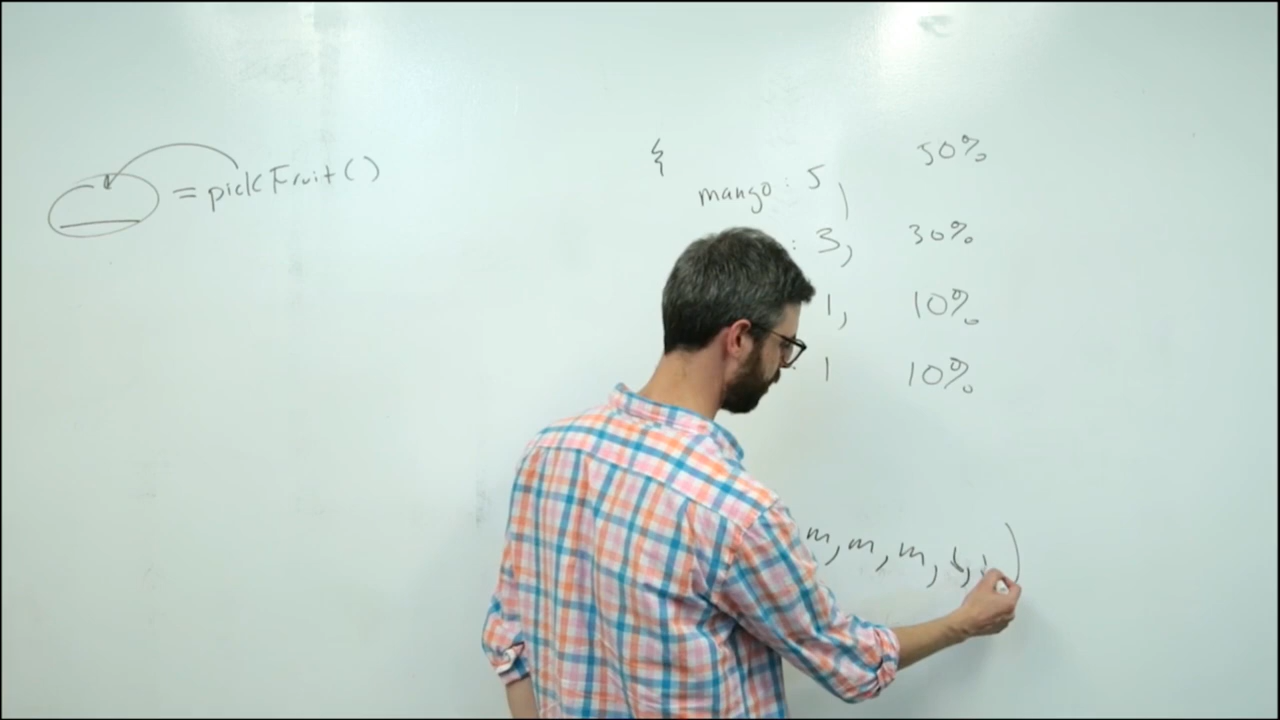 = pickFruit()
{ 50%
mango: 5,
: 3, 30%
1, 10%
: 1 10%
m, m, m, b,